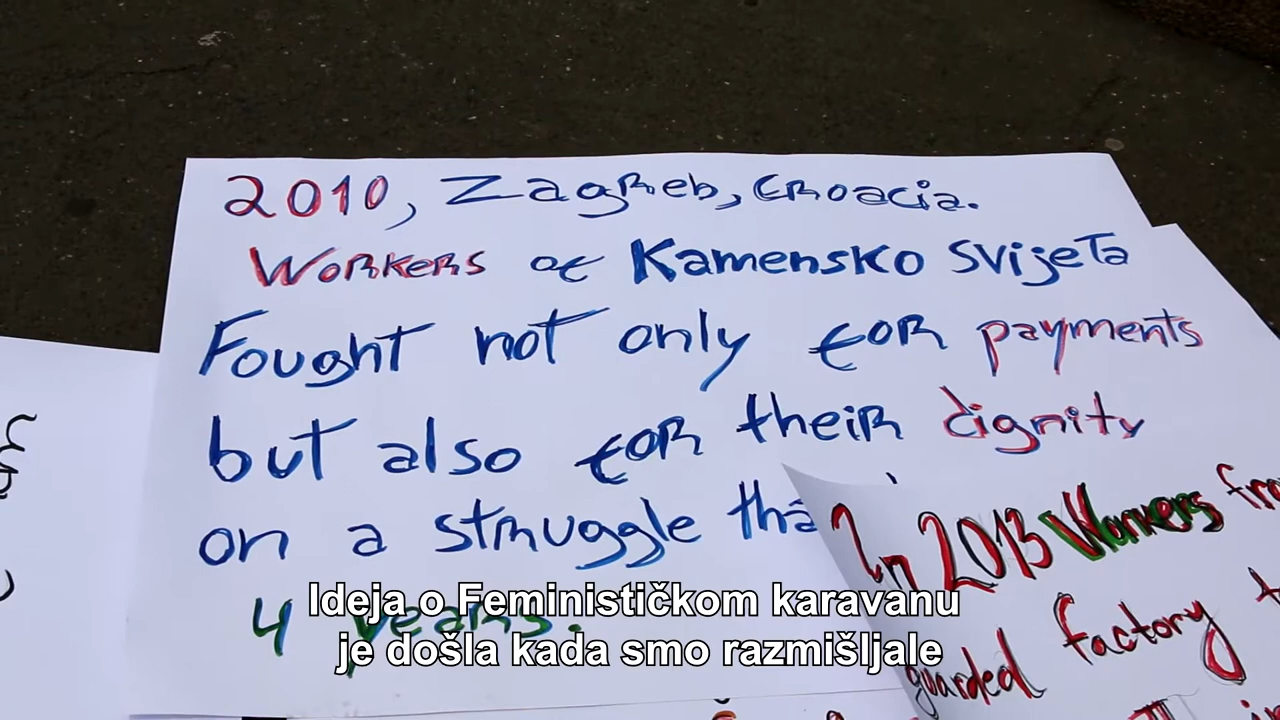 2010, Zagreb, Croacia.
Workers of Kamensko Svijeta
Fought not only for payments
but also for their dignity
on a struggle tha
4 years.
In 2013 Workers fro
guarded factory t
Ideja o Feminističkom karavanu
je došla kada smo razmišljale